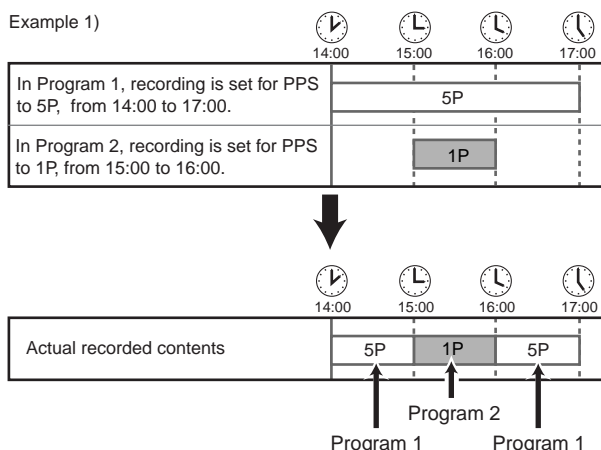 Example 1)
14:00 15:00 16:00 17:00
In Program 1, recording is set for PPS
to 5P, from 14:00 to 17:00.
5P
In Program 2, recording is set for PPS
to 1P, from 15:00 to 16:00.
1P
14:00 15:00 16:00 17:00
Actual recorded contents
5P 1P 5P
Program 2
Program 1 Program 1